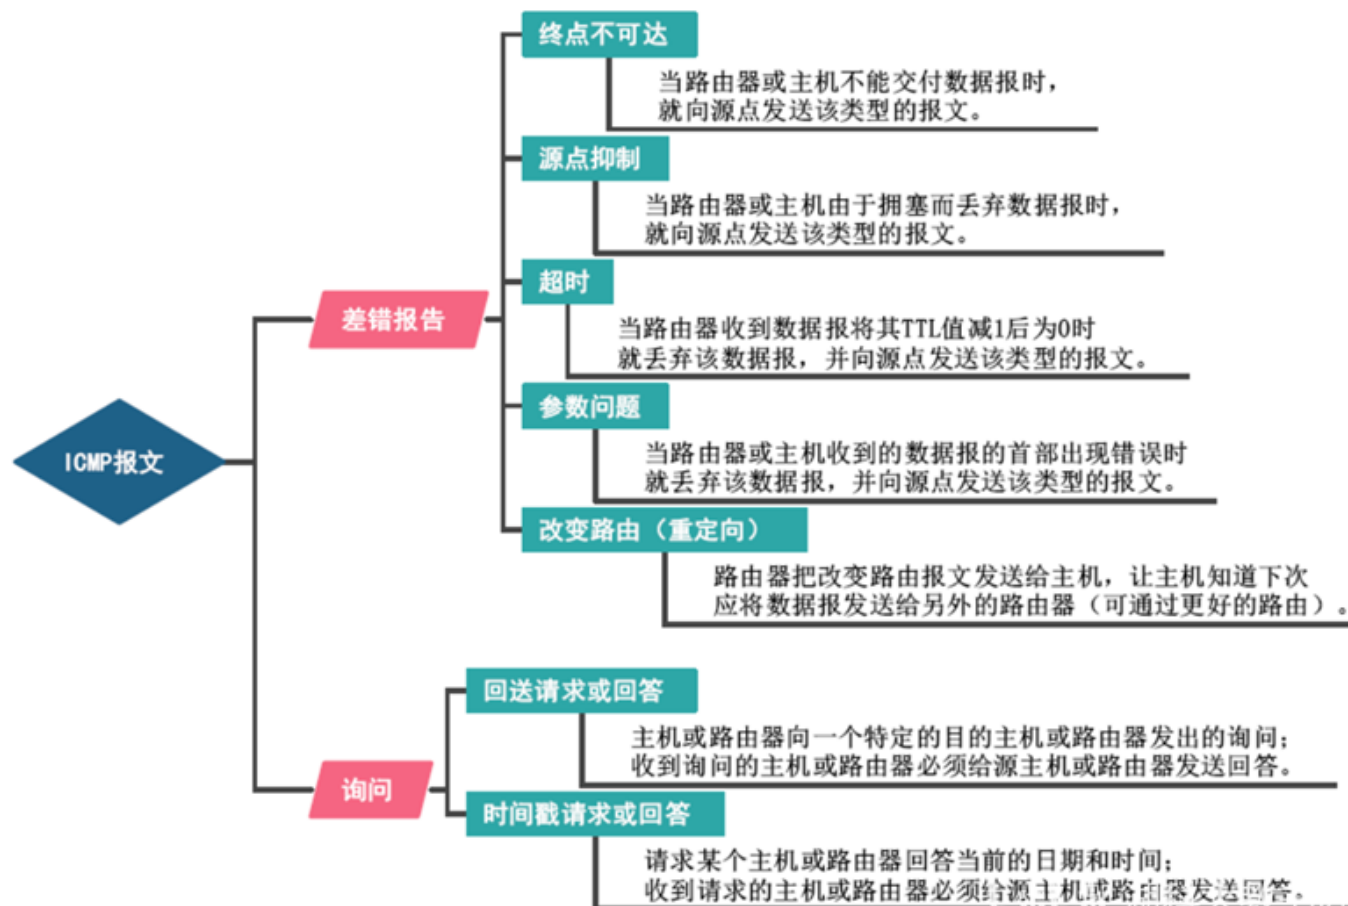 终点不可达
当路由器或主机不能交付数据报时，
就向源点发送该类型的报文。
源点抑制
当路由器或主机由于拥塞而丢弃数据报时，
就向源点发送该类型的报文。
超时
当路由器收到数据报将其TTL值减1后为0时
就丢弃该数据报，并向源点发送该类型的报文。
差错报告
参数问题
当路由器或主机收到的数据报的首部出现错误时
就丢弃该数据报，并向源点发送该类型的报文。
ICMP报文
改变路由（重定向）
路由器把改变路由报文发送给主机，让主机知道下次
应将数据报发送给另外的路由器（可通过更好的路由）。
回送请求或回答
主机或路由器向一个特定的目的主机或路由器发出的询问；
收到询问的主机或路由器必须给源主机或路由器发送回答。
询问
时间戳请求或回答
请求某个主机或路由器回答当前的日期和时间；
收到请求的主机或路由器必须给源主机或路由器发送回答。